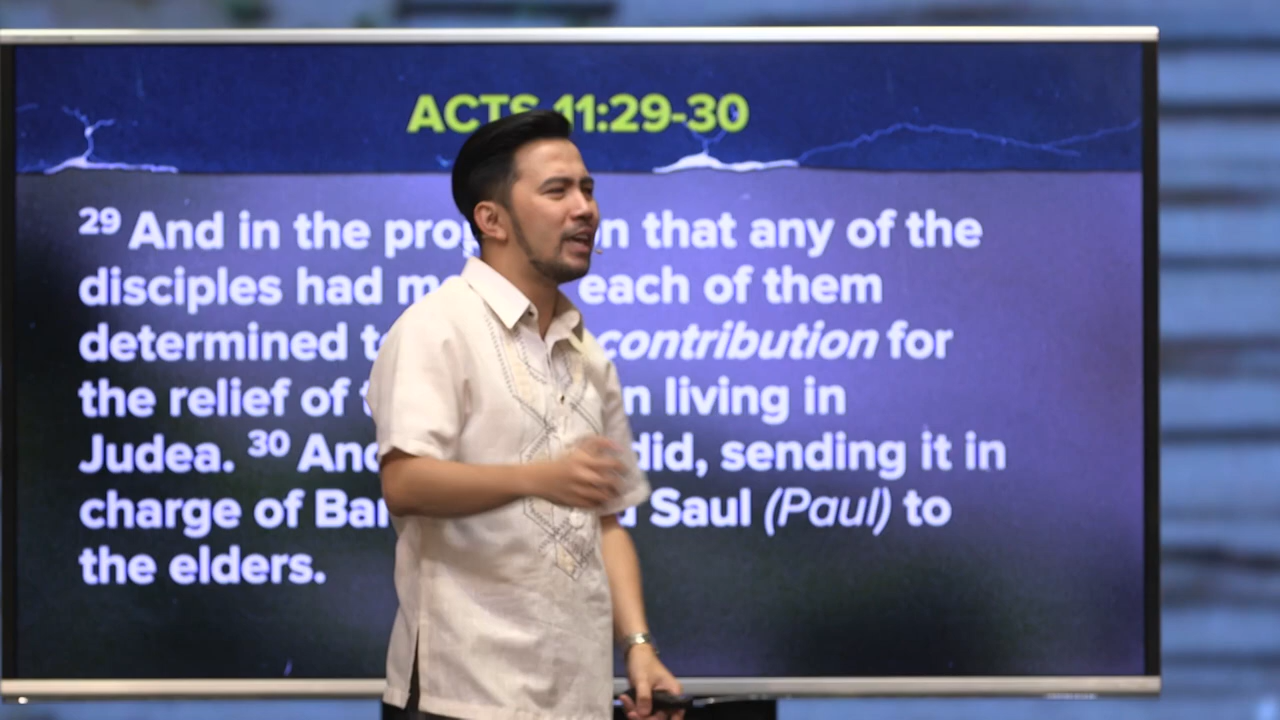 ACTS 11:29-30
29 And in the that any of the
disciples had each of them
determined contribution for
the relief of living in
Judea. 30 And did, sending it in
charge of Saul (Paul) to
the elders.